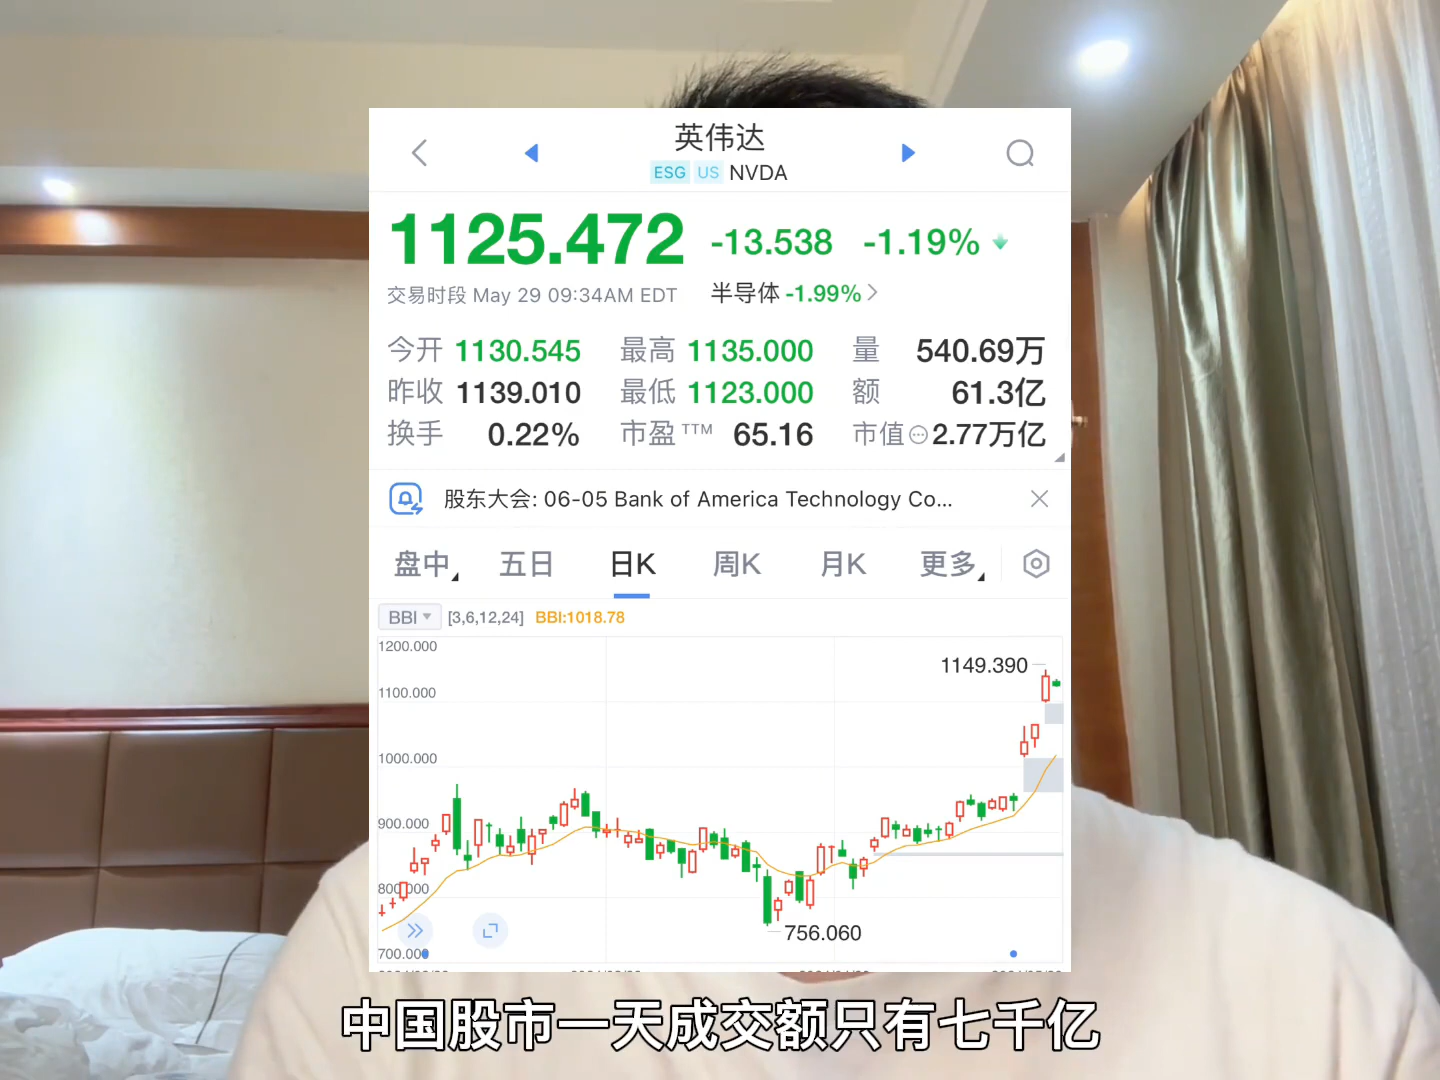 英伟达
ESG US NVDA
1125.472 -13.538 -1.19%
交易时段 May 29 09:34AM EDT 半导体 -1.99%
今开 1130.545 最高 1135.000 量 540.69万
昨收 1139.010 最低 1123.000 额 61.3亿
换手 0.22% 市盈TTM 65.16 市值 2.77万亿
股东大会: 06-05 Bank of America Technology Co...
盘中 五日 日K 周K 月K 更多
BBI [3,6,12,24] BBI:1018.78
1200.000
1149.390
1100.000
1000.000
900.000
800.000
756.060
700.000
中国股市一天成交额只有七千亿